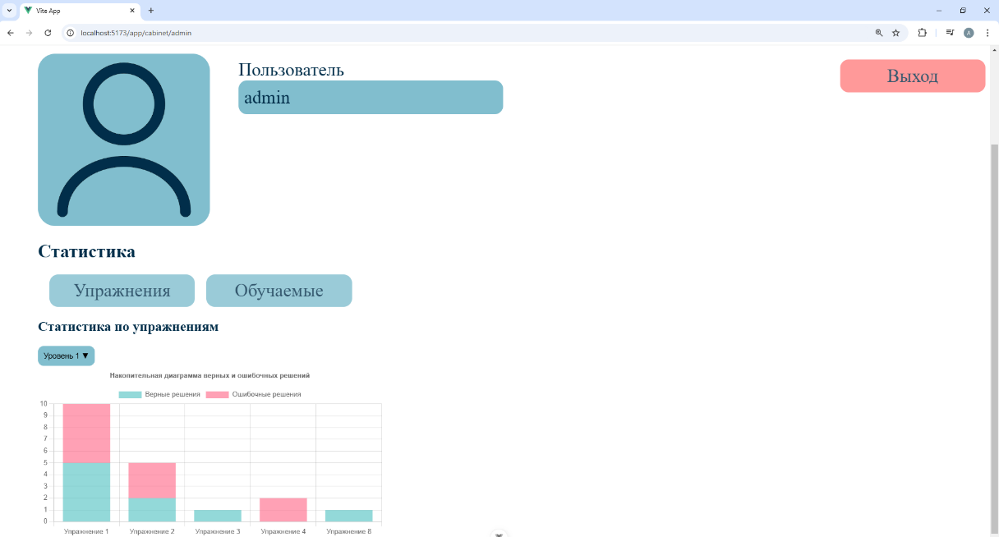 Vite App
localhost:5173/app/cabinet/admin
A
Пользователь
admin
Выход
Статистика
Упражнения Обучаемые
Статистика по упражнениям
Уровень 1 ▼
Накопительная диаграмма верных и ошибочных решений
Верные решения Ошибочные решения
10
9
8
7
6
5
4
3
2
1
0
Упражнение 1 Упражнение 2 Упражнение 3 Упражнение 4 Упражнение 8